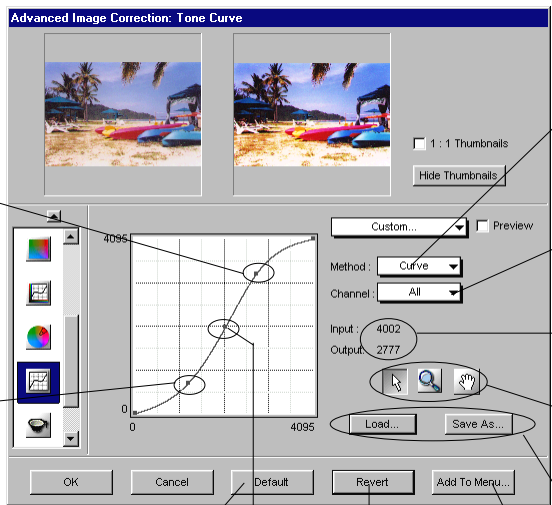 Advanced Image Correction: Tone Curve
1 : 1 Thumbnails
Hide Thumbnails
Custom...
Preview
Method :
Curve
Channel :
All
Input :
4002
Output:
2777
4095
0
0
4095
Load...
Save As...
OK
Cancel
Default
Revert
Add To Menu...